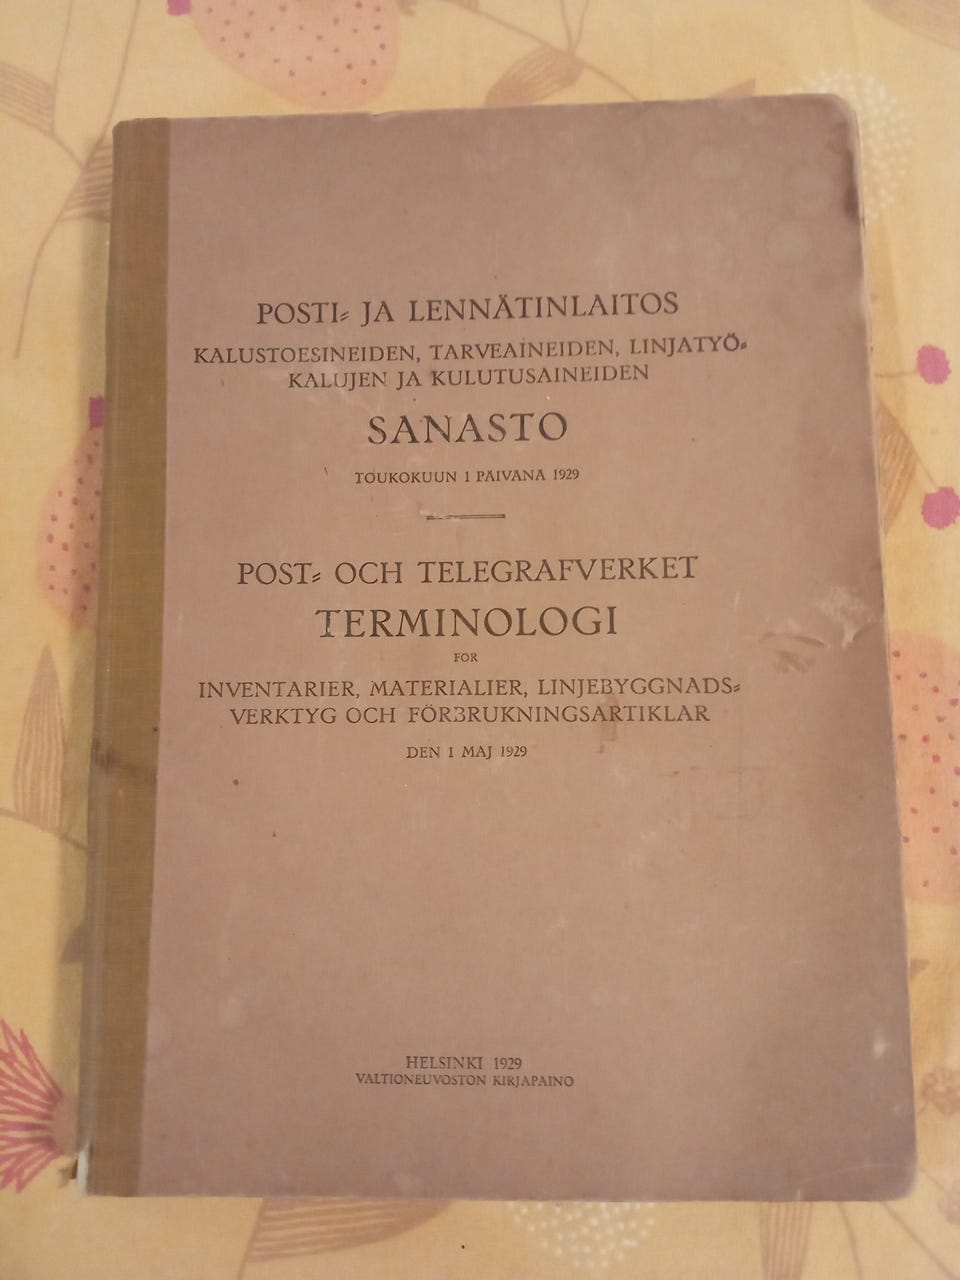 POSTI⸗ JA LENNÄTINLAITOS
KALUSTOESINEIDEN, TARVEAINEIDEN, LINJATYÖ⸗
KALUJEN JA KULUTUSAINEIDEN
SANASTO
TOUKOKUUN 1 PÄIVÄNÄ 1929
POST⸗ OCH TELEGRAFVERKET
TERMINOLOGI
FÖR
INVENTARIER, MATERIALIER, LINJEBYGGNADS⸗
VERKTYG OCH FÖRBRUKNINGSARTIKLAR
DEN 1 MAJ 1929
HELSINKI 1929
VALTIONEUVOSTON KIRJAPAINO